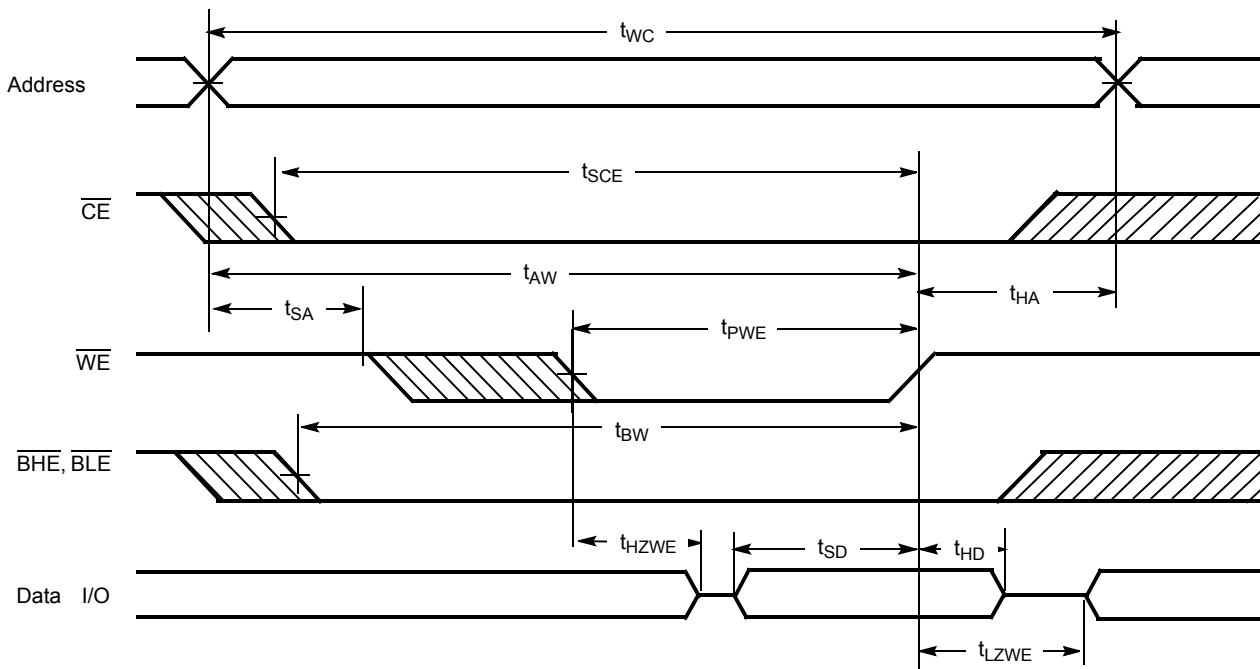 tWC
Address
tSCE
CE
tAW
tHA
tSA
tPWE
WE
tBW
BHE, BLE
tHZWE
tSD
tHD
Data I/O
tLZWE